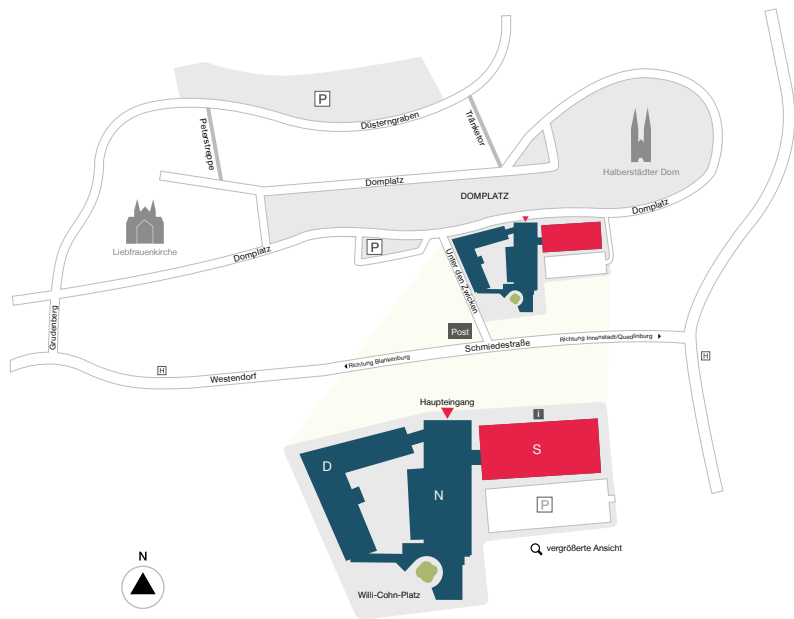 P
Düsterngraben
Peterstreppe
Tränketor
Halberstädter Dom
Domplatz
DOMPLATZ
Domplatz
Liebfrauenkirche
Domplatz
P
Unter den Zwicken
Grudenberg
Post
Schmiedestraße
Richtung Innenstadt/Quedlinburg
H
Richtung Blankenburg
H
Westendorf
Haupteingang
i
D
S
N
P
vergrößerte Ansicht
N
Willi-Cohn-Platz